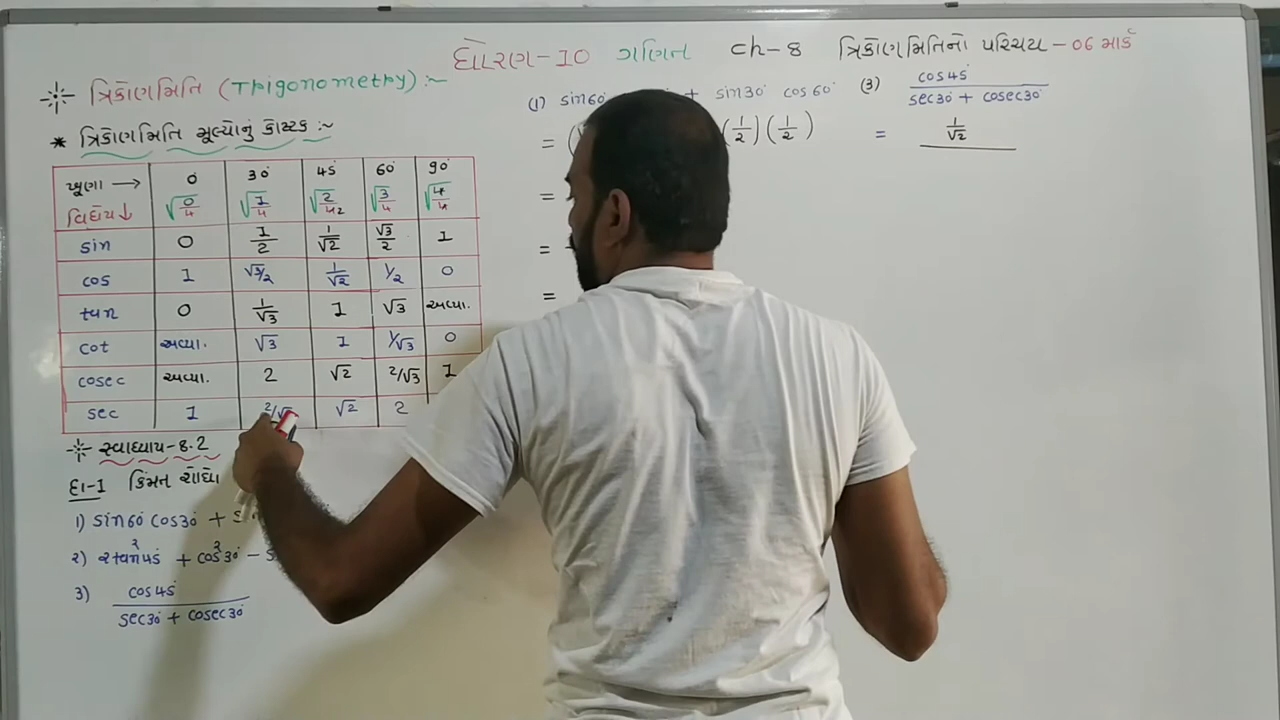 ધોરણ-10 ગણિત ch-8 ત્રિકોણમિતિનો પરિચય - 06 માર્ક
ત્રિકોણમિતિ (Trigonometry) :-
* ત્રિકોણમિતિ મૂલ્યોનું કોષ્ટક :-
ખૂણા → 0° 30° 45° 60° 90°
વિધેય ↓ √0/4 √1/4 √2/4 2 √3/4 √4/4
sin 0 1/2 1/√2 √3/2 1
cos 1 √3/2 1/√2 1/2 0
tan 0 1/√3 1 √3 અવ્યા.
cot અવ્યા. √3 1 1/√3 0
cosec અવ્યા. 2 √2 2/√3 1
sec 1 √2 2
સ્વાધ્યાય-8.2
દા-1 કિંમત શોધો
1) sin60° cos30° +
2) 2tan²45° + cos²30° -
3) cos45°
sec30° + cosec30°
(1) sin60° + sin30° cos60°
= ( (1/2)(1/2)
=
=
=
(3) cos45°
sec30° + cosec30°
= 1/√2